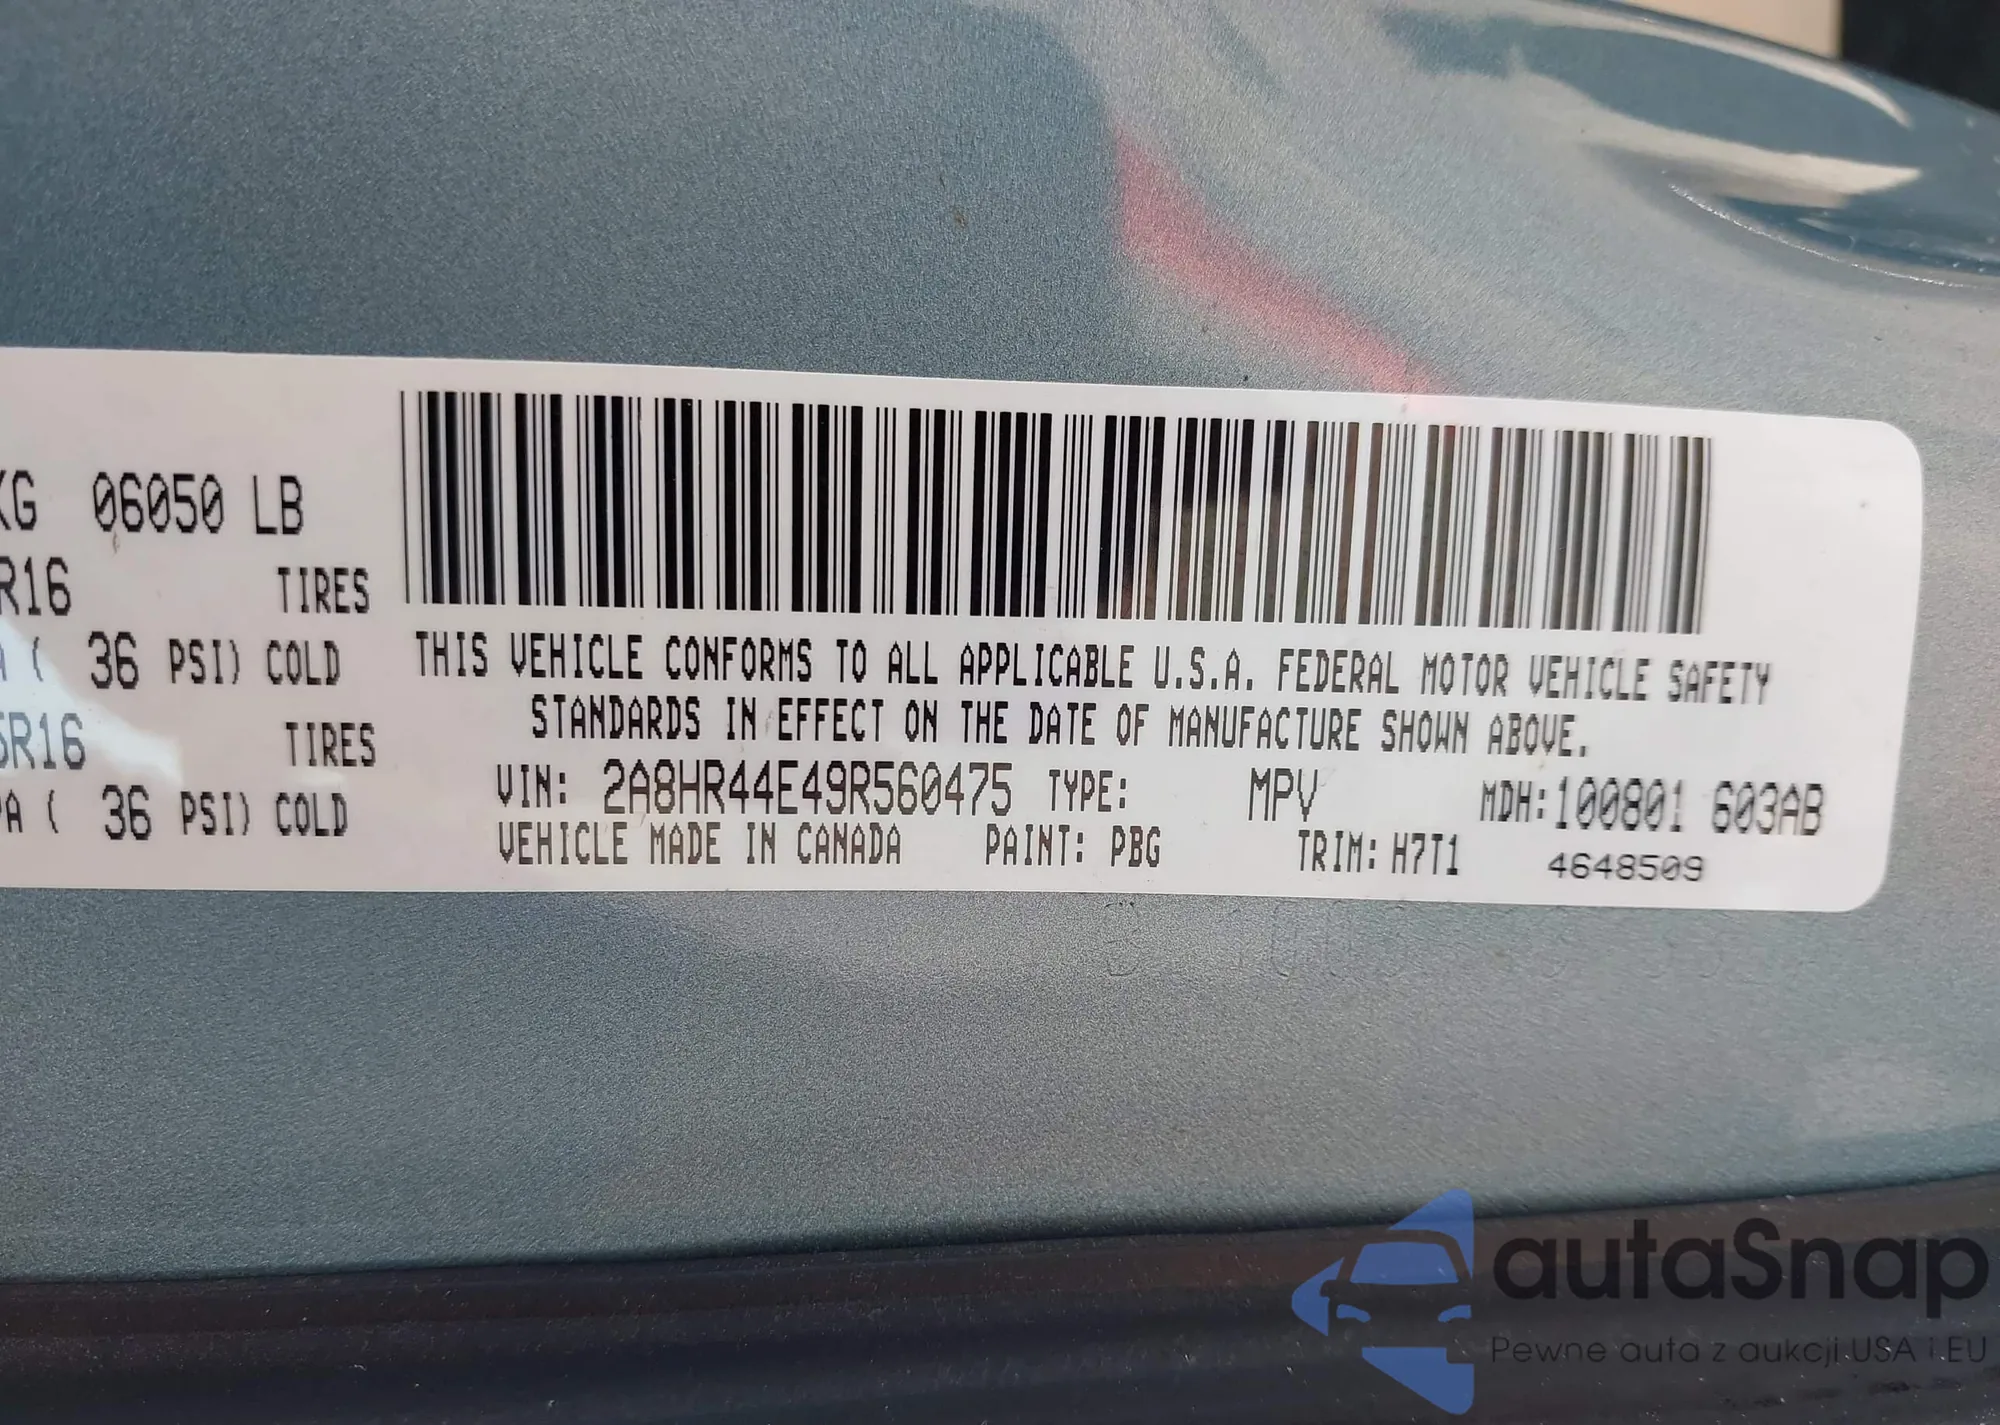 KG 06050 LB
R16 TIRES
A ( 36 PSI) COLD
5R16 TIRES
PA ( 36 PSI) COLD
THIS VEHICLE CONFORMS TO ALL APPLICABLE U.S.A. FEDERAL MOTOR VEHICLE SAFETY
STANDARDS IN EFFECT ON THE DATE OF MANUFACTURE SHOWN ABOVE.
VIN: 2A8HR44E49R560475 TYPE: MPV MDH:100801 603AB
VEHICLE MADE IN CANADA PAINT: PBG TRIM: H7T1 4648509
autaSnap
Pewne auta z aukcji USA i EU